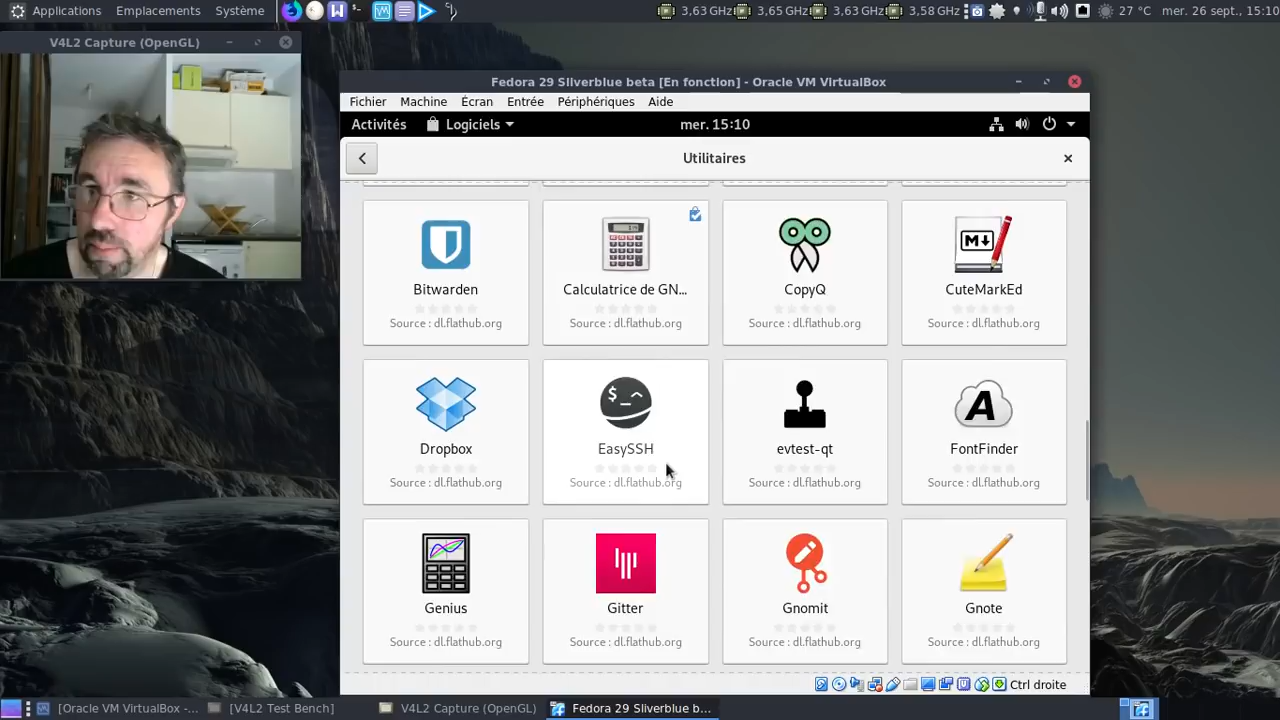 Applications Emplacements Système 3,63 GHz 3,65 GHz 3,63 GHz 3,58 GHz 27 °C mer. 26 sept., 15:10
V4L2 Capture (OpenGL)
Fedora 29 Sliverblue beta [En fonction] - Oracle VM VirtualBox
Fichier Machine Écran Entrée Périphériques Aide
Activités Logiciels mer. 15:10
Utilitaires
Bitwarden Calculatrice de GN... CopyQ CuteMarkEd
Source : dl.flathub.org Source : dl.flathub.org Source : dl.flathub.org Source : dl.flathub.org
Dropbox EasySSH evtest-qt FontFinder
Source : dl.flathub.org Source : dl.flathub.org Source : dl.flathub.org Source : dl.flathub.org
Genius Gitter Gnomit Gnote
Source : dl.flathub.org Source : dl.flathub.org Source : dl.flathub.org Source : dl.flathub.org
Ctrl droite
[Oracle VM VirtualBox -... [V4L2 Test Bench] V4L2 Capture (OpenGL) Fedora 29 Sliverblue b...